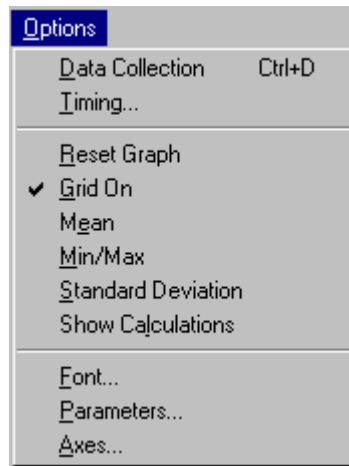 Options
Data Collection Ctrl+D
Timing...
Reset Graph
Grid On
Mean
Min/Max
Standard Deviation
Show Calculations
Font...
Parameters...
Axes...